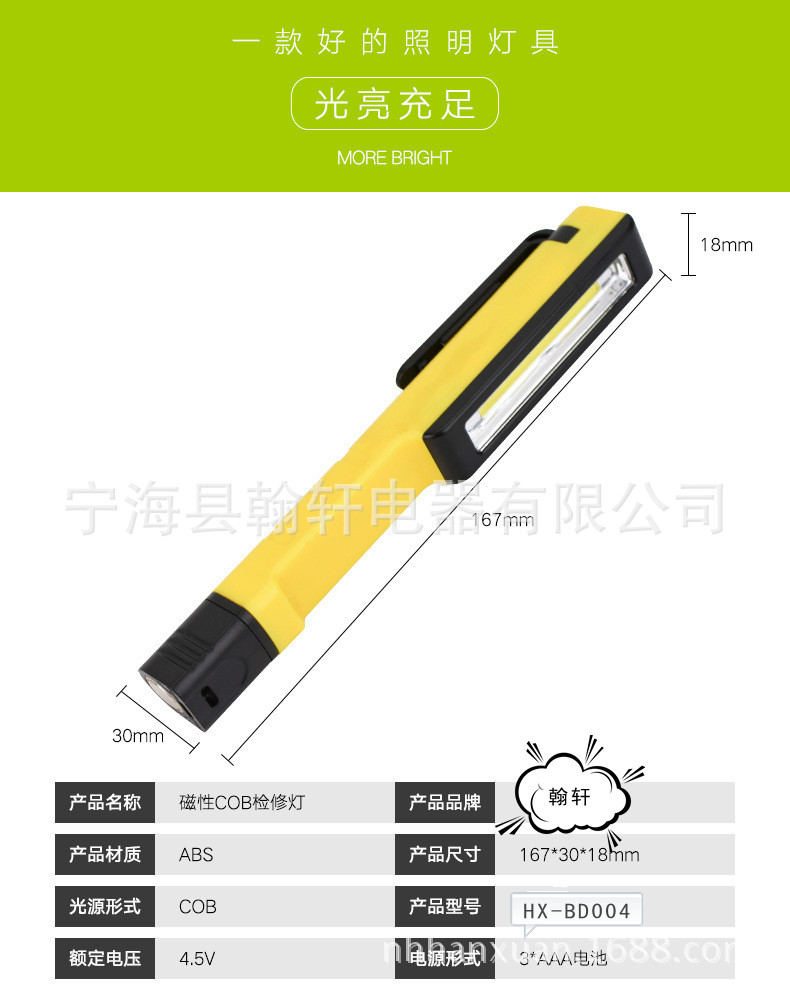 一款好的照明灯具
光亮充足
MORE BRIGHT
18mm
宁海县翰轩电器有限公司
167mm
30mm
产品名称 磁性COB检修灯 产品品牌 翰轩
产品材质 ABS 产品尺寸 167*30*18mm
光源形式 COB 产品型号 HX-BD004
额定电压 4.5V 电源形式 3*AAA电池
nhhanxuan.1688.com